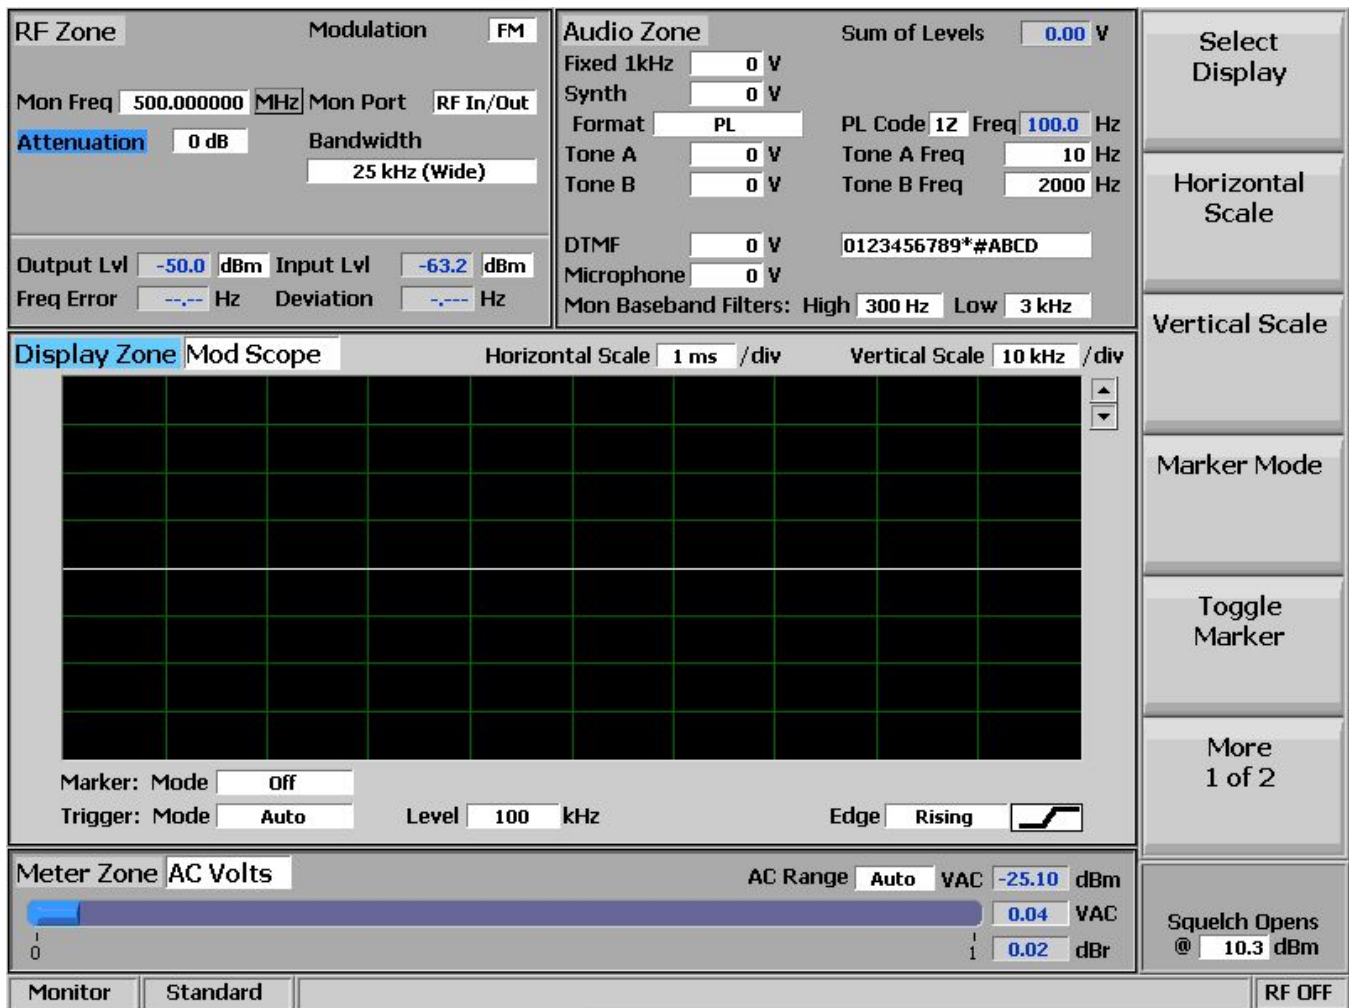 RF Zone Modulation FM
Mon Freq 500.000000 MHz Mon Port RF In/Out
Attenuation 0 dB Bandwidth
25 kHz (Wide)
Output Lvl -50.0 dBm Input Lvl -63.2 dBm
Freq Error --.-- Hz Deviation -.--- Hz
Audio Zone Sum of Levels 0.00 V
Fixed 1kHz 0 V
Synth 0 V
Format PL PL Code 1Z Freq 100.0 Hz
Tone A 0 V Tone A Freq 10 Hz
Tone B 0 V Tone B Freq 2000 Hz
DTMF 0 V 0123456789*#ABCD
Microphone 0 V
Mon Baseband Filters: High 300 Hz Low 3 kHz
Display Zone Mod Scope Horizontal Scale 1 ms /div Vertical Scale 10 kHz /div
Marker: Mode Off
Trigger: Mode Auto Level 100 kHz Edge Rising
Meter Zone AC Volts AC Range Auto VAC -25.10 dBm
0.04 VAC
0 1 0.02 dBr
Select
Display
Horizontal
Scale
Vertical Scale
Marker Mode
Toggle
Marker
More
1 of 2
Squelch Opens
@ 10.3 dBm
Monitor Standard RF OFF